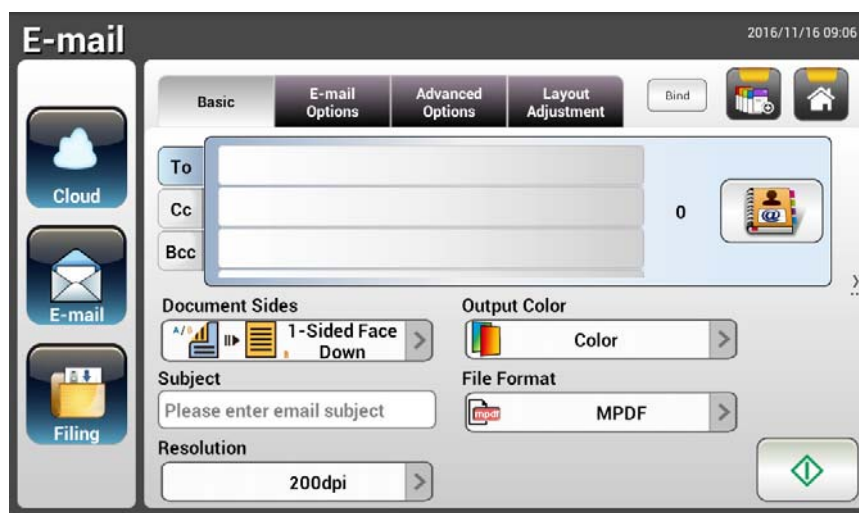 E-mail
2016/11/16 09:06
Basic
E-mail
Options
Advanced
Options
Layout
Adjustment
Bind
Cloud
E-mail
Filing
To
Cc
Bcc
0
@
Document Sides
A/B
1-Sided Face
Down
Output Color
Color
Subject
Please enter email subject
File Format
mpdf
MPDF
Resolution
200dpi